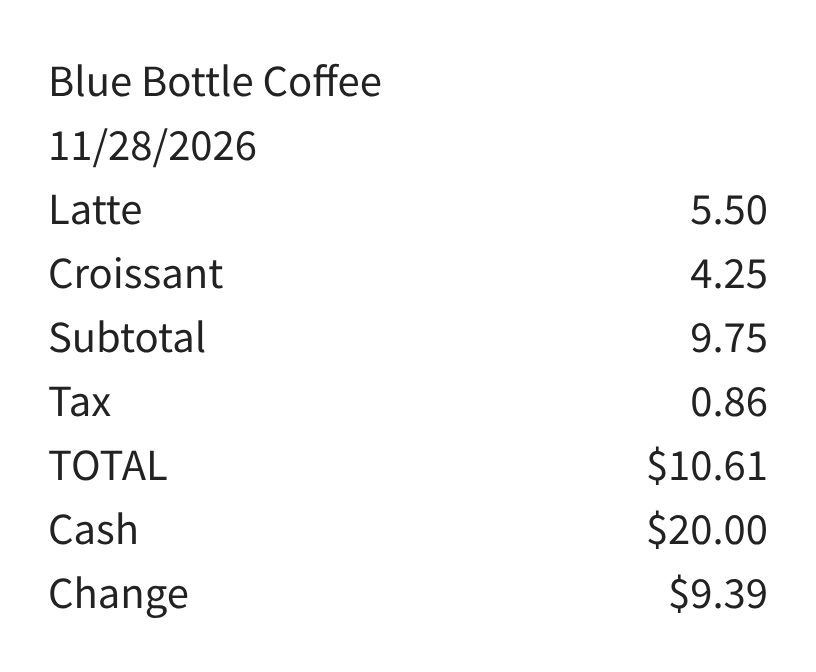 Blue Bottle Coffee
11/28/2026
Latte 5.50
Croissant 4.25
Subtotal 9.75
Tax 0.86
TOTAL $10.61
Cash $20.00
Change $9.39